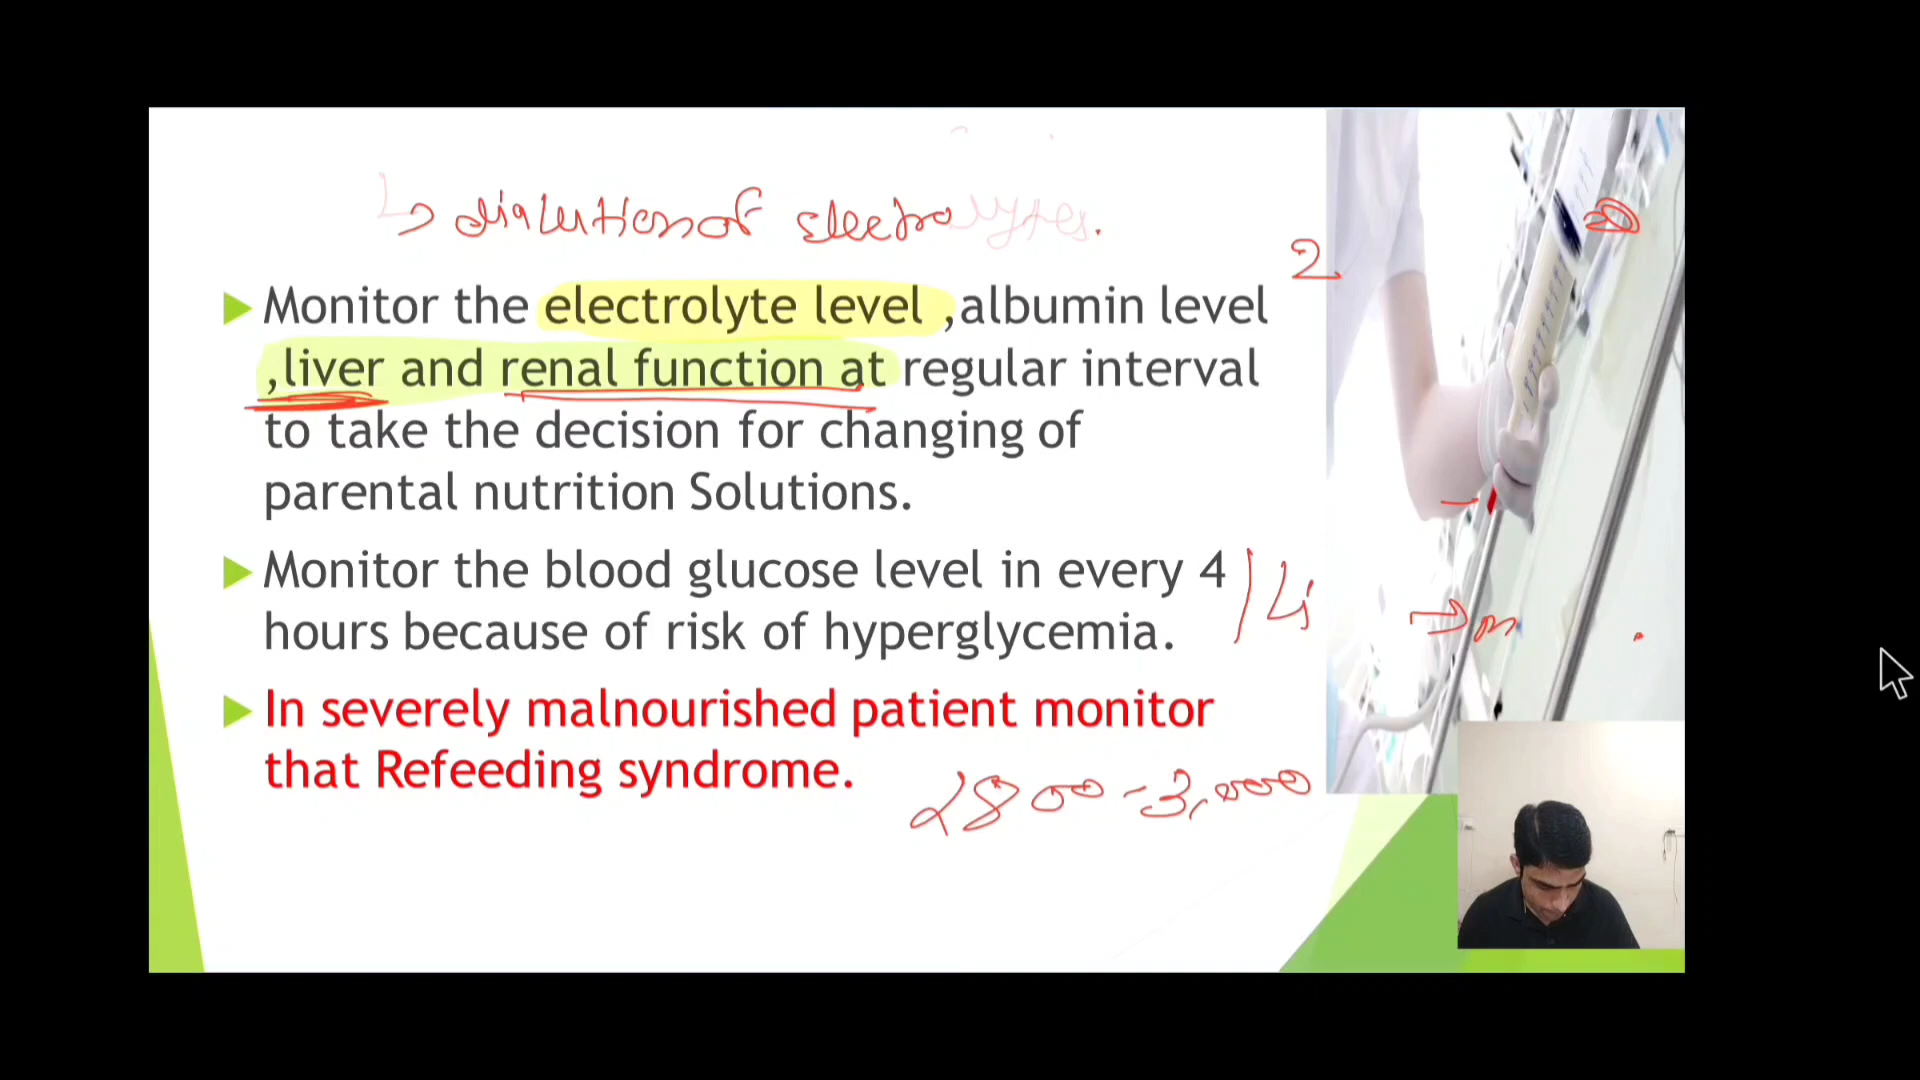 dialution of electrolytes.
2
Monitor the electrolyte level ,albumin level
,liver and renal function at regular interval
to take the decision for changing of
parental nutrition Solutions.
Monitor the blood glucose level in every 4
hours because of risk of hyperglycemia.
In severely malnourished patient monitor
that Refeeding syndrome.
- 3,000